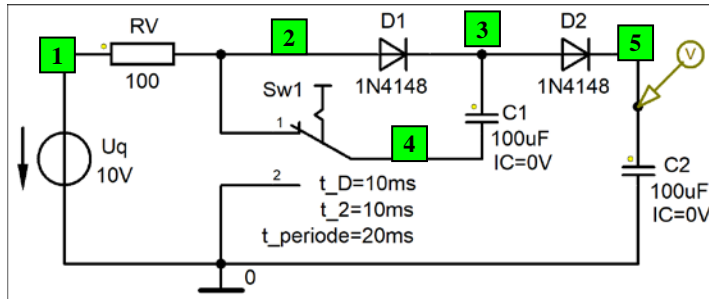 1
RV
100
2
D1
1N4148
3
D2
1N4148
5
V
Sw1
1
4
C1
100uF
IC=0V
Uq
10V
2
t_D=10ms
t_2=10ms
t_periode=20ms
C2
100uF
IC=0V
0